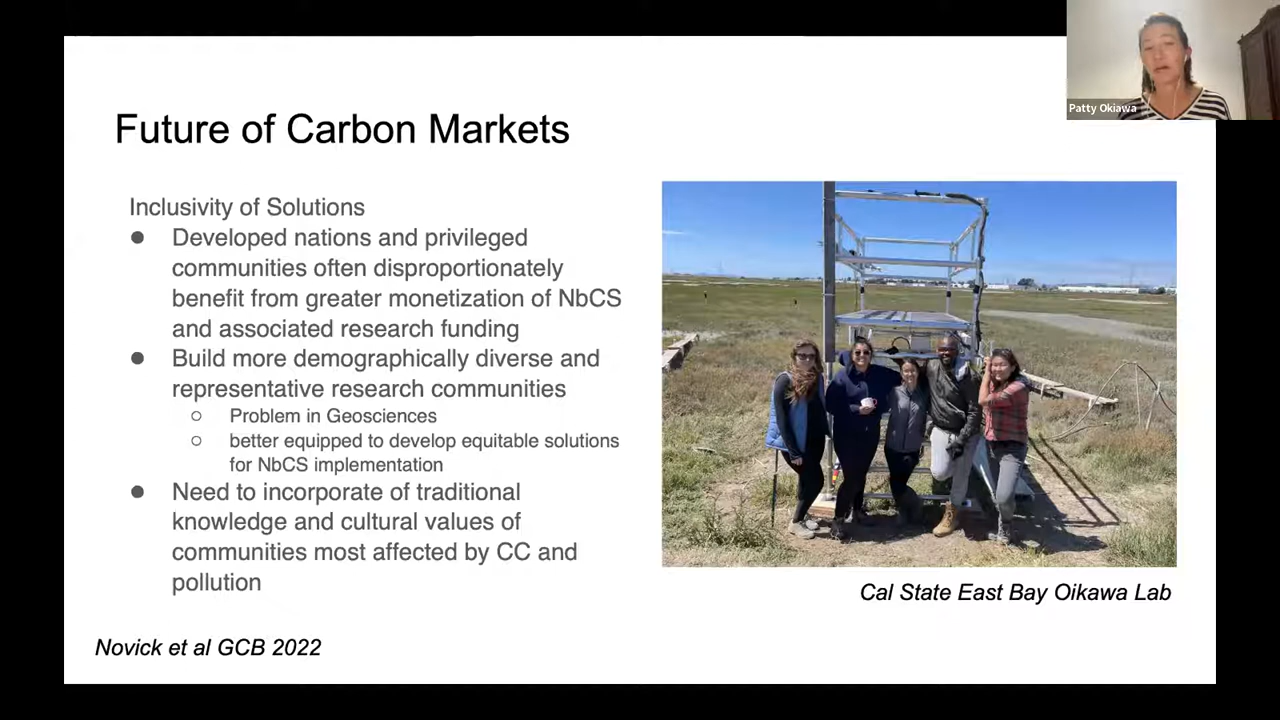 Patty Okiawa
Future of Carbon Markets
Inclusivity of Solutions
● Developed nations and privileged
communities often disproportionately
benefit from greater monetization of NbCS
and associated research funding
● Build more demographically diverse and
representative research communities
○ Problem in Geosciences
○ better equipped to develop equitable solutions
for NbCS implementation
● Need to incorporate of traditional
knowledge and cultural values of
communities most affected by CC and
pollution
Cal State East Bay Oikawa Lab
Novick et al GCB 2022